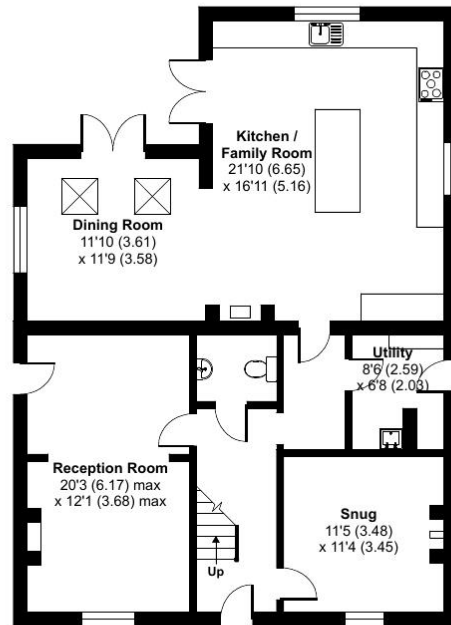 Kitchen /
Family Room
21'10 (6.65)
x 16'11 (5.16)
Dining Room
11'10 (3.61)
x 11'9 (3.58)
Utility
8'6 (2.59)
x 6'8 (2.03)
Reception Room
20'3 (6.17) max
x 12'1 (3.68) max
Snug
11'5 (3.48)
x 11'4 (3.45)
Up